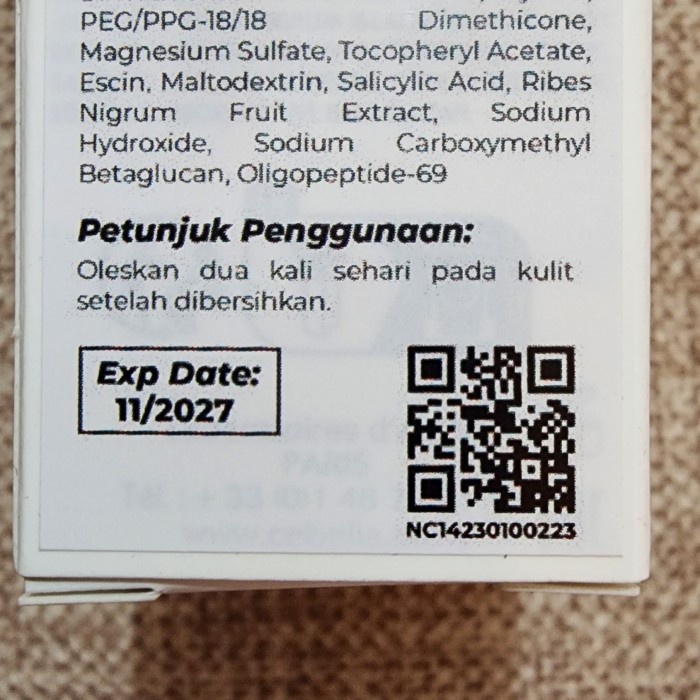 PEG/PPG-18/18 Dimethicone,
Magnesium Sulfate, Tocopheryl Acetate,
Escin, Maltodextrin, Salicylic Acid, Ribes
Nigrum Fruit Extract, Sodium
Hydroxide, Sodium Carboxymethyl
Betaglucan, Oligopeptide-69
Petunjuk Penggunaan:
Oleskan dua kali sehari pada kulit
setelah dibersihkan.
Exp Date:
11/2027
NC14230100223
PARIS